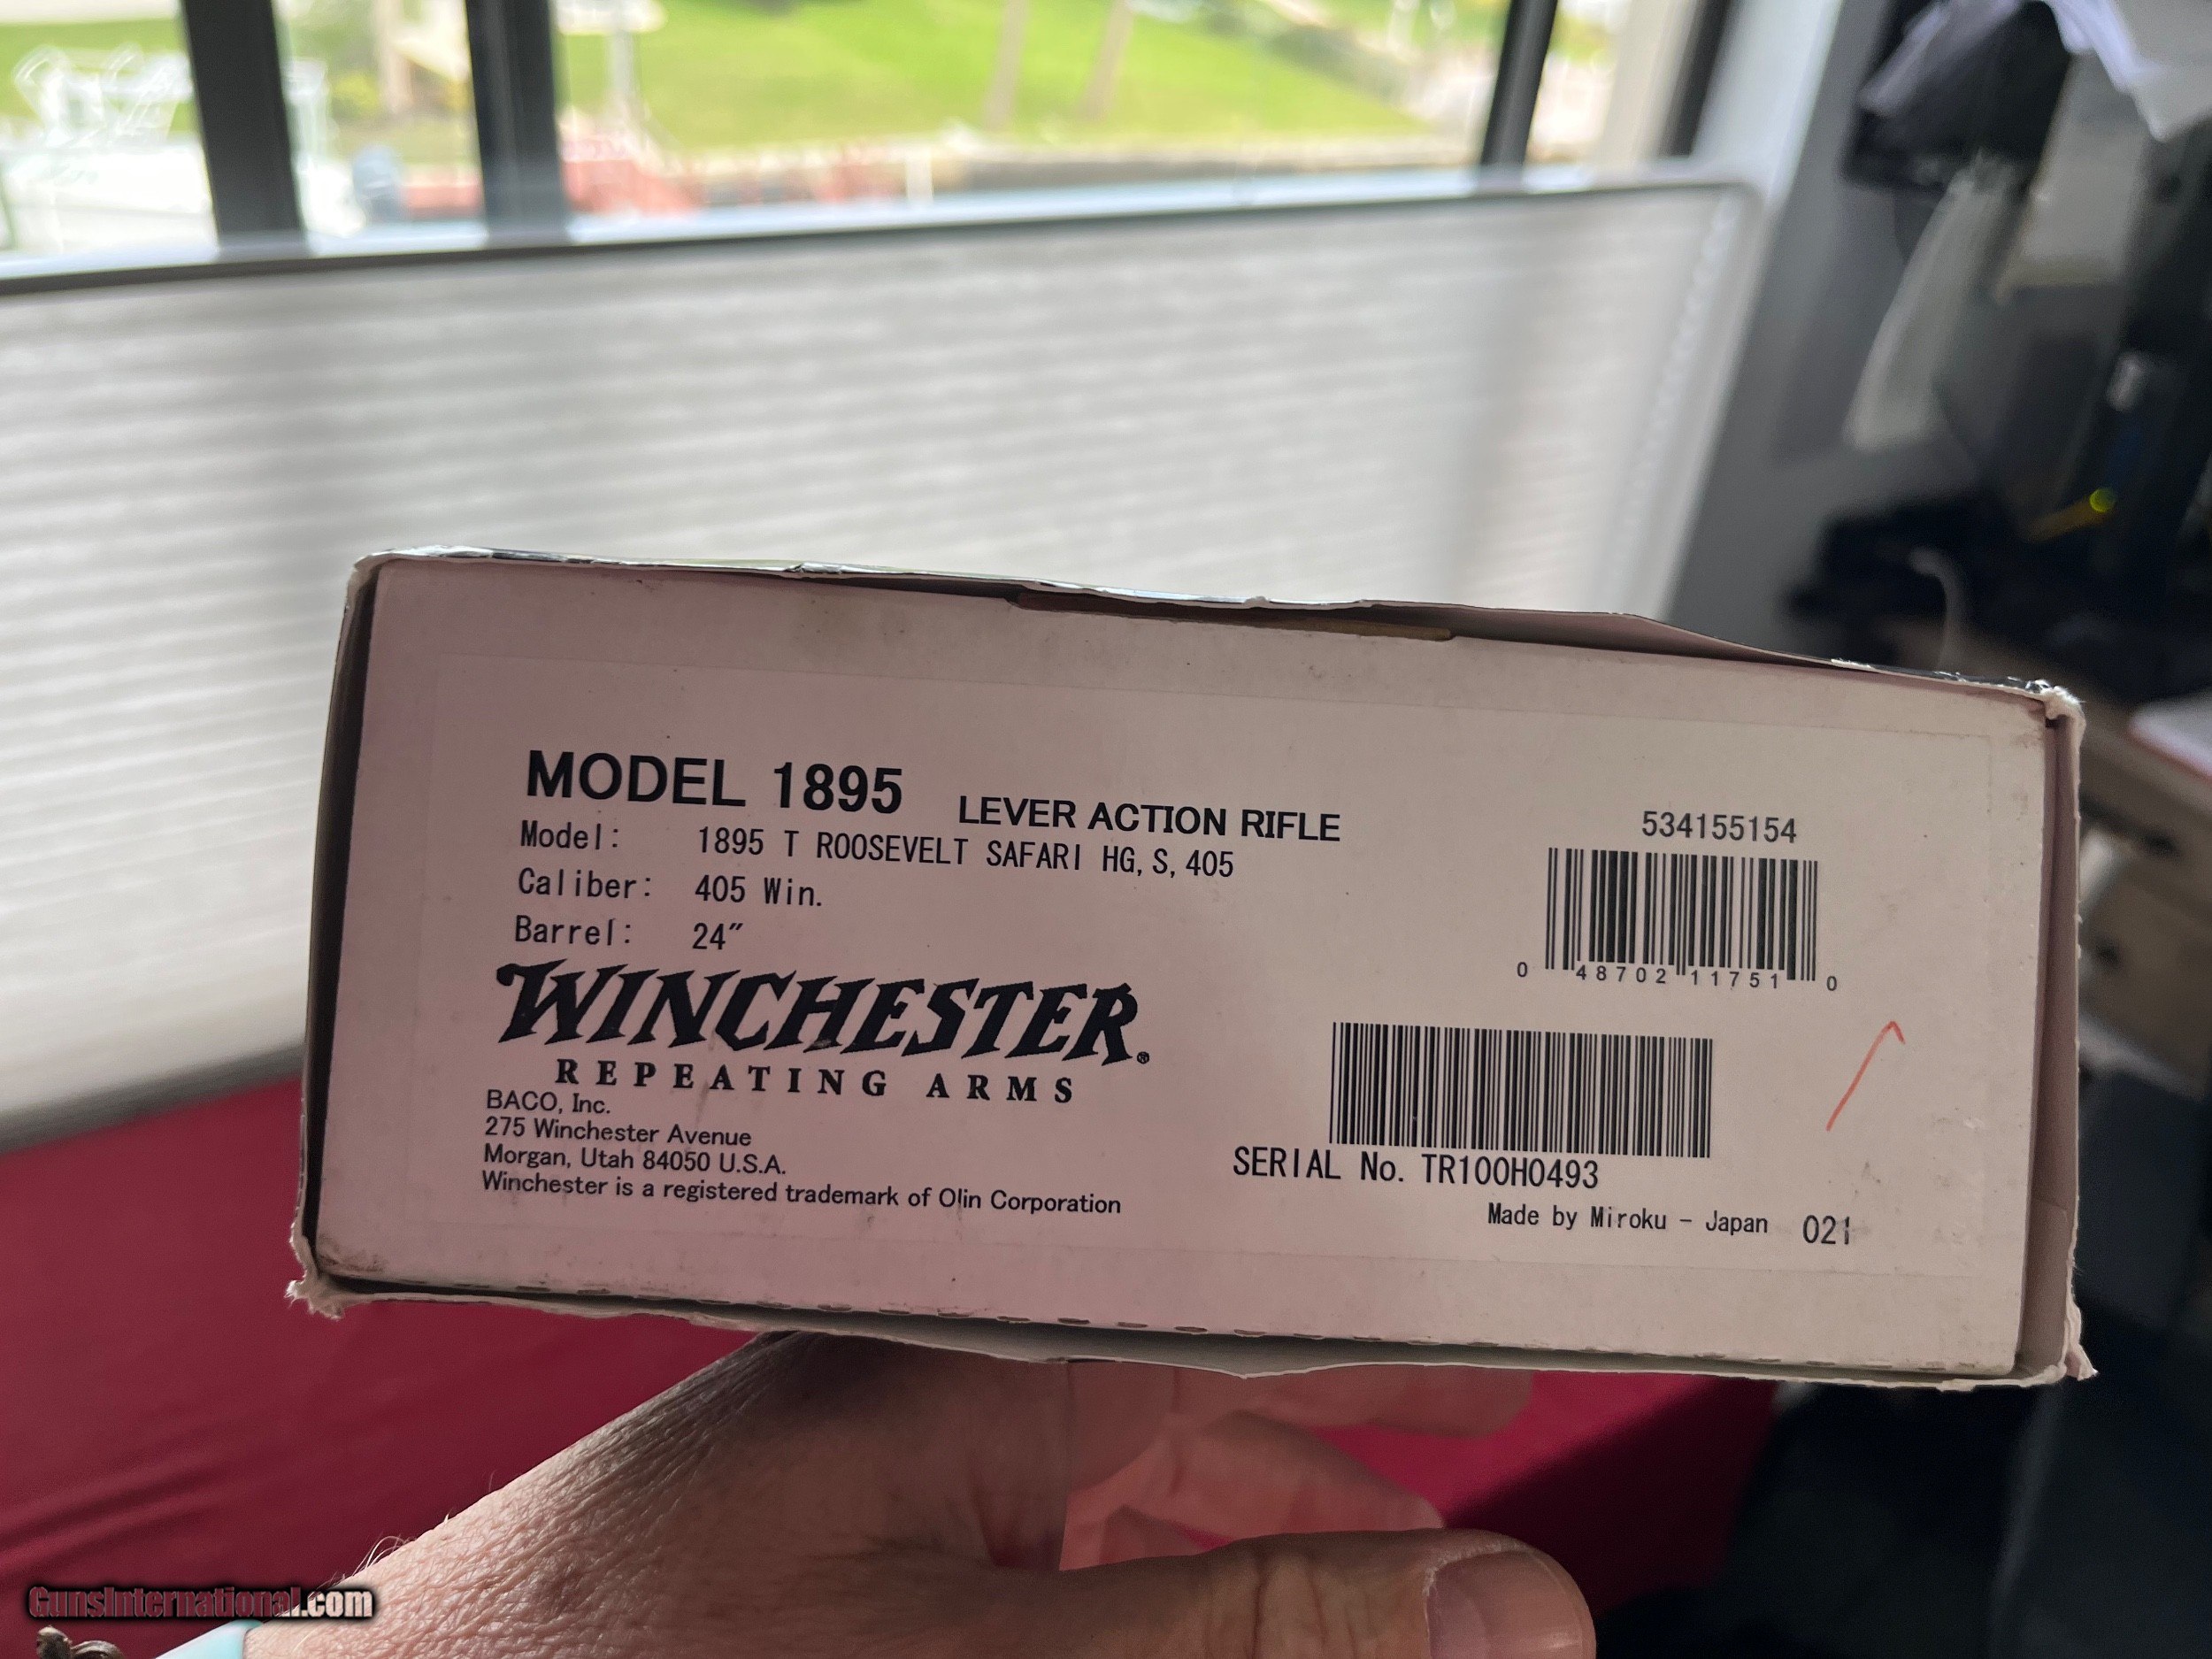 MODEL 1895 LEVER ACTION RIFLE
Model: 1895 T ROOSEVELT SAFARI HG, S, 405
Caliber: 405 Win.
Barrel: 24"
WINCHESTER®
REPEATING ARMS
BACO, Inc.
275 Winchester Avenue
Morgan, Utah 84050 U.S.A.
Winchester is a registered trademark of Olin Corporation
534155154
0 48702 11751 0
SERIAL No. TR100H0493
Made by Miroku - Japan 021
GunsInternational.com